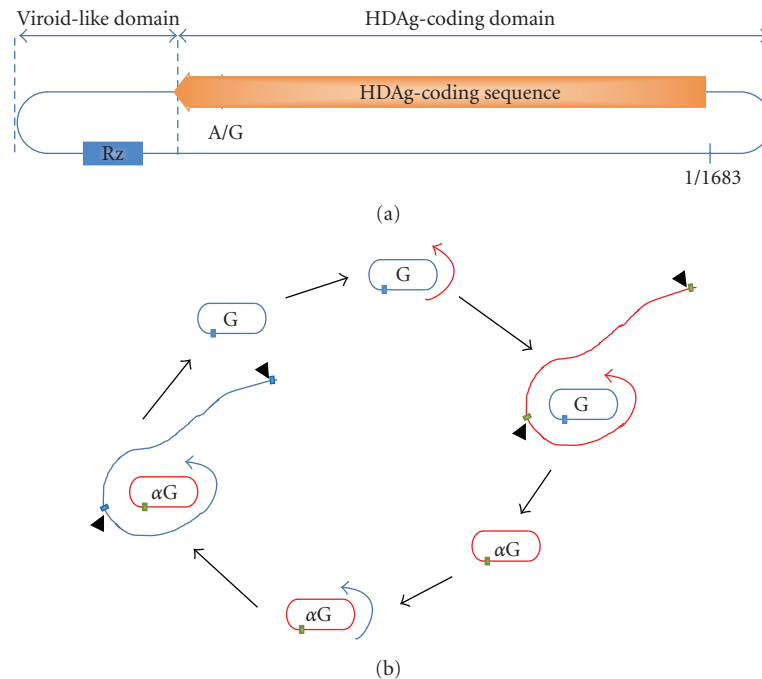 Viroid-like domain
HDAg-coding domain
HDAg-coding sequence
A/G
Rz
1/1683
(a)
G
G
G
αG
αG
αG
(b)